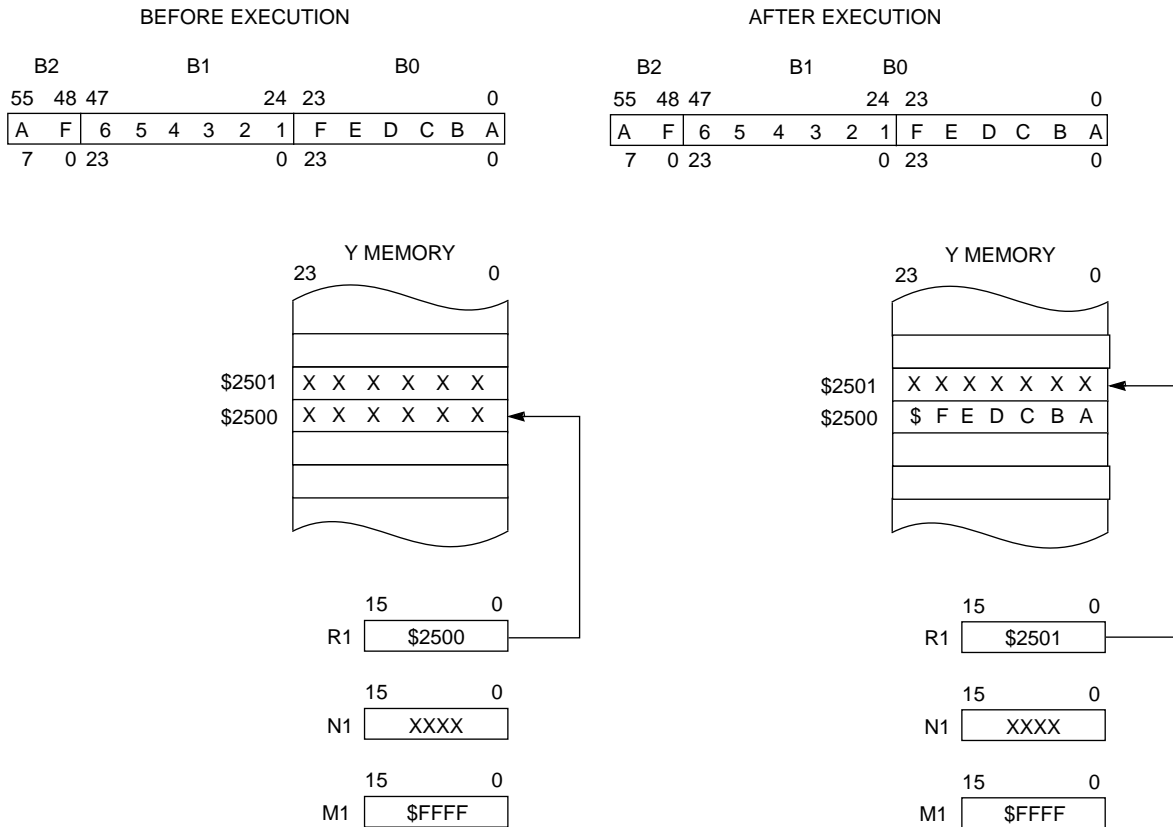 BEFORE EXECUTION
B2 B1 B0
55 48 47 24 23 0
A F 6 5 4 3 2 1 F E D C B A
7 0 23 0 23 0
Y MEMORY
23 0
$2501 X X X X X X
$2500 X X X X X X
15 0
R1 $2500
15 0
N1 XXXX
15 0
M1 $FFFF
AFTER EXECUTION
B2 B1 B0
55 48 47 24 23 0
A F 6 5 4 3 2 1 F E D C B A
7 0 23 0 23 0
Y MEMORY
23 0
$2501 X X X X X X X
$2500 $ F E D C B A
15 0
R1 $2501
15 0
N1 XXXX
15 0
M1 $FFFF